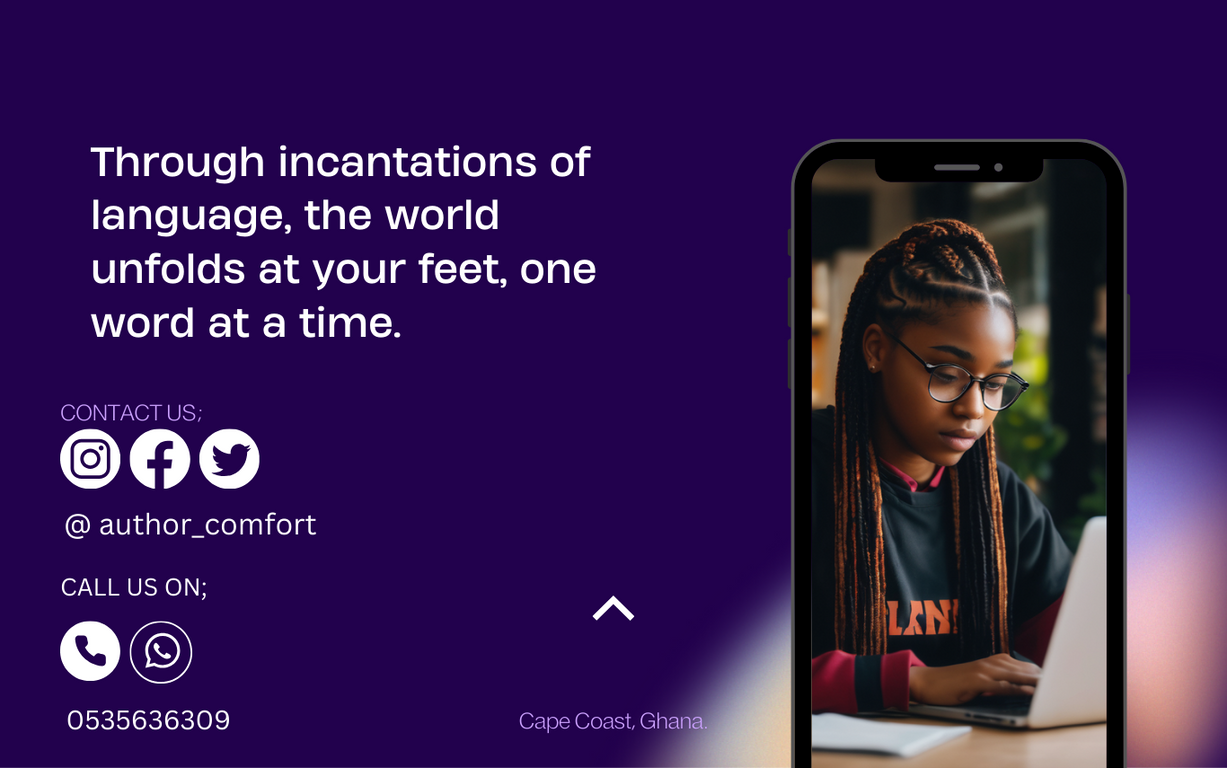 Through incantations of
language, the world
unfolds at your feet, one
word at a time.
CONTACT US;
@ author_comfort
CALL US ON;
0535636309
Cape Coast, Ghana.